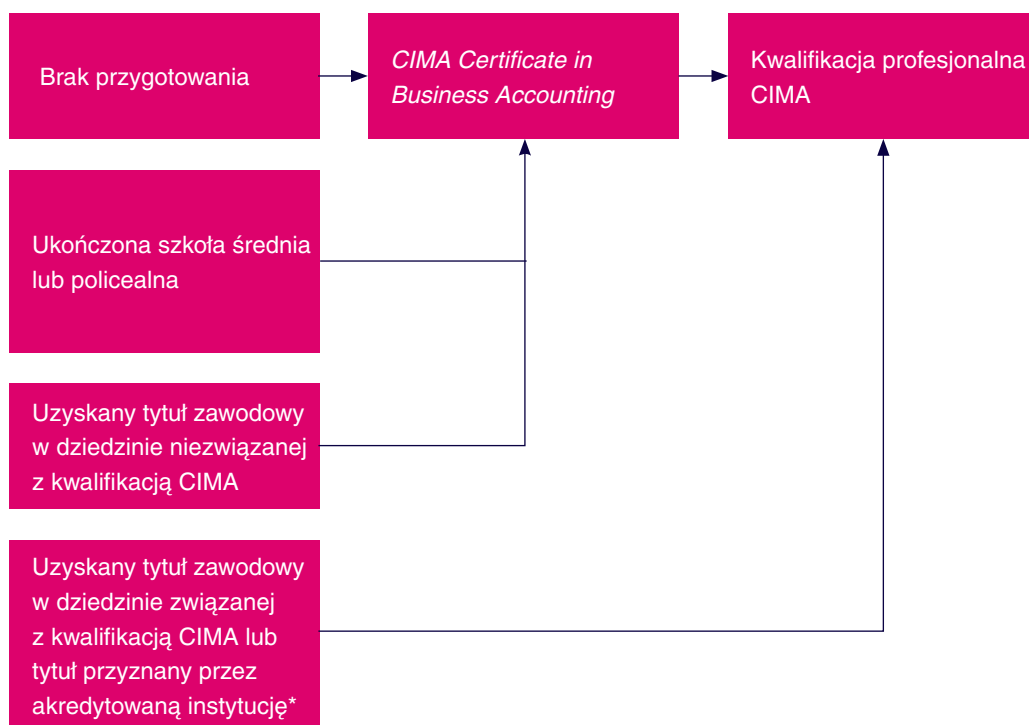 Brak przygotowania
CIMA Certificate in
Business Accounting
Kwalifikacja profesjonalna
CIMA
Ukończona szkoła średnia
lub policealna
Uzyskany tytuł zawodowy
w dziedzinie niezwiązanej
z kwalifikacją CIMA
Uzyskany tytuł zawodowy
w dziedzinie związanej
z kwalifikacją CIMA lub
tytuł przyznany przez
akredytowaną instytucję*